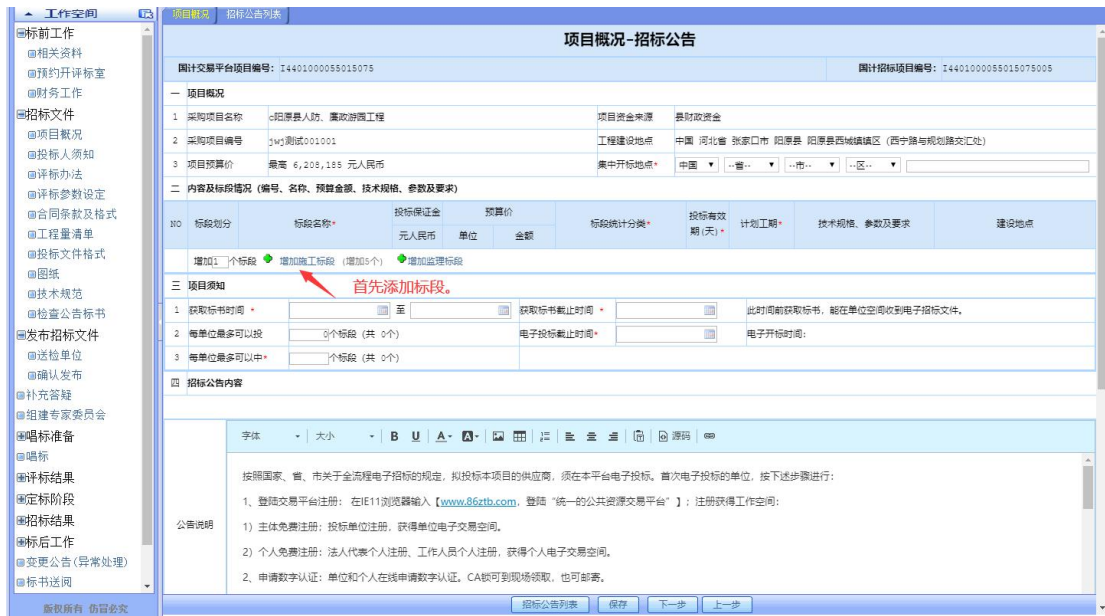 工作空间
标前工作
相关资料
预约开评标室
财务工作
招标文件
项目概况
投标人须知
评标办法
评标参数设定
合同条款及格式
工程量清单
投标文件格式
图纸
技术规范
检查公告标书
发布招标文件
送检单位
确认发布
补充答疑
组建专家委员会
唱标准备
唱标
评标结果
定标阶段
招标结果
标后工作
变更公告(异常处理)
标书送阅
版权所有 仿冒必究
项目概况 招标公告列表
项目概况-招标公告
国计交易平台项目编号：I4401000055015075 国计招标项目编号：I4401000055015075005
一 项目概况
1 采购项目名称 c阳原县人防、廉政游园工程 项目资金来源 县财政资金
2 采购项目编号 jwj测试001001 工程建设地点 中国 河北省 张家口市 阳原县 阳原县西城镇镇区（西宁路与规划路交汇处）
3 项目预算价 最高 6,208,185 元人民币 集中开标地点* 中国 --省-- --市-- --区--
二 内容及标段情况（编号、名称、预算金额、技术规格、参数及要求）
NO 标段划分 标段名称* 投标保证金 预算价 标段统计分类* 投标有效期(天)* 计划工期* 技术规格、参数及要求 建设地点
元人民币 单位 金额
增加1个标段 增加施工标段 (增加5个) 增加监理标段
首先添加标段。
三 项目须知
1 获取标书时间 * 至 获取标书截止时间 * 此时间前获取标书，能在单位空间收到电子招标文件。
2 每单位最多可以投 0个标段（共 0个） 电子投标截止时间* 电子开标时间：
3 每单位最多可以中* 个标段（共 0个）
四 招标公告内容
字体 大小 B U A A 源码
公告说明
按照国家、省、市关于全流程电子招标的规定，拟投标本项目的供应商，须在本平台电子投标。首次电子投标的单位，按下述步骤进行：
1、登陆交易平台注册： 在IE11浏览器输入【www.86ztb.com，登陆“统一的公共资源交易平台”】；注册获得工作空间：
1）主体免费注册：投标单位注册，获得单位电子交易空间。
2）个人免费注册：法人代表个人注册、工作人员个人注册，获得个人电子交易空间。
2、申请数字认证：单位和个人在线申请数字认证。CA锁可到现场领取，也可邮寄。
招标公告列表 保存 下一步 上一步